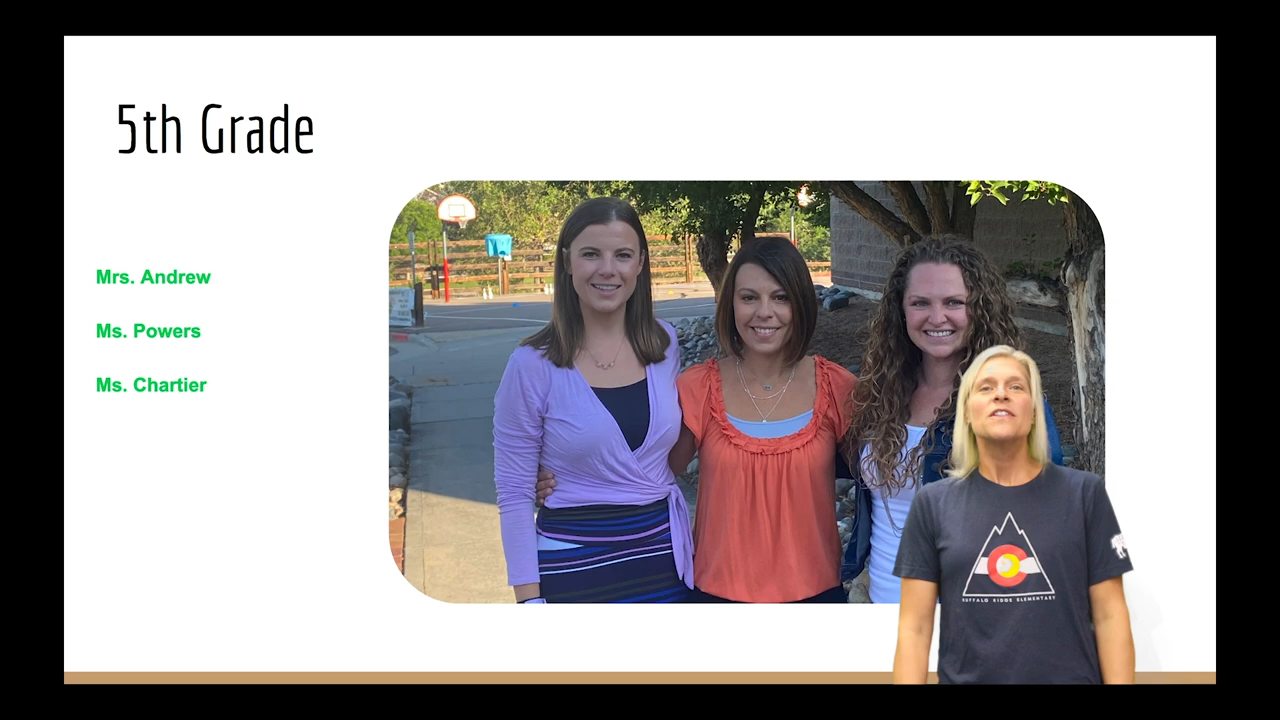 5th Grade
Mrs. Andrew
Ms. Powers
Ms. Chartier
BUFFALO RIDGE ELEMENTARY